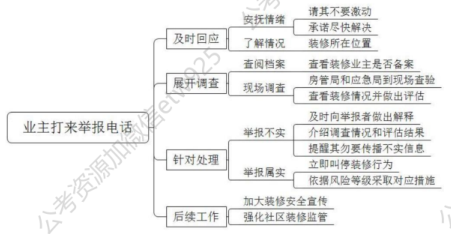 业主打来举报电话
及时回应
安抚情绪
请其不要激动
承诺尽快解决
了解情况
装修所在位置
展开调查
查阅档案
查看装修业主是否备案
现场调查
房管局和应急局到现场查验
查看装修情况并做出评估
针对处理
举报不实
及时向举报者做出解释
介绍调查情况和评估结果
提醒其勿要传播不实信息
举报属实
立即叫停装修行为
依据风险等级采取对应措施
后续工作
加大装修安全宣传
强化社区装修监管